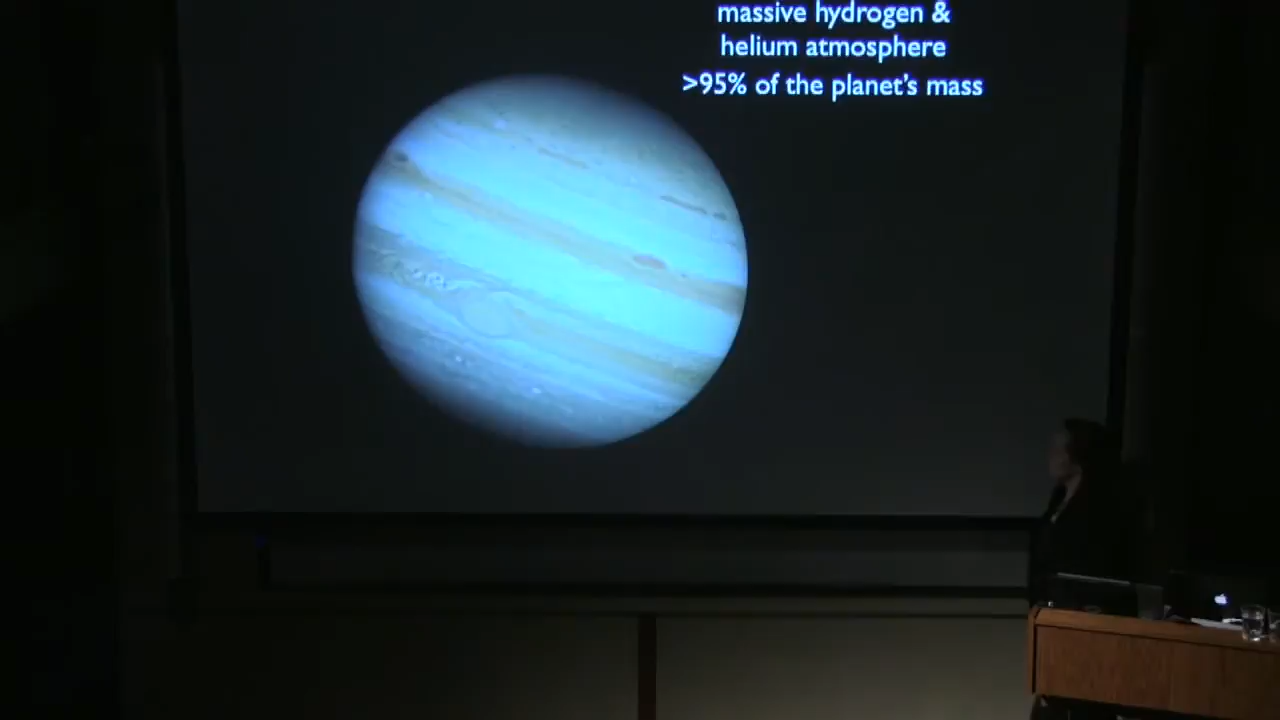 massive hydrogen &
helium atmosphere
>95% of the planet's mass